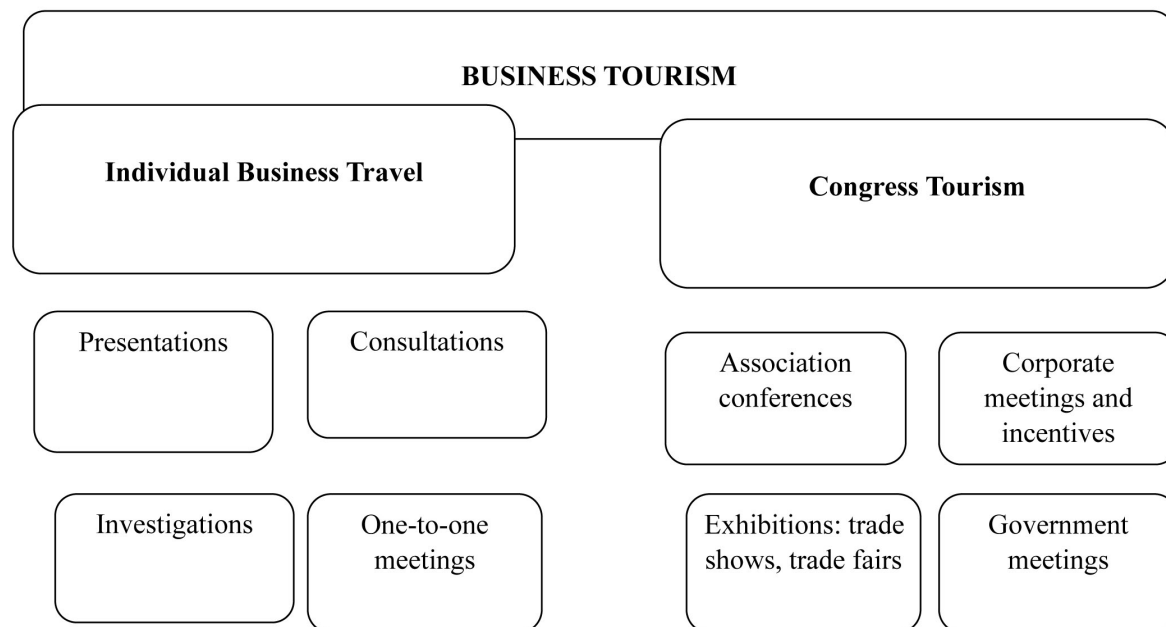 BUSINESS TOURISM
Individual Business Travel
Congress Tourism
Presentations
Consultations
Association
conferences
Corporate
meetings and
incentives
Investigations
One-to-one
meetings
Exhibitions: trade
shows, trade fairs
Government
meetings